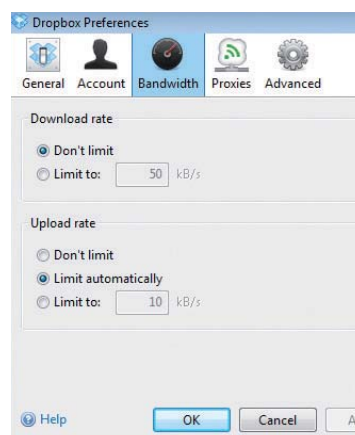 Dropbox Preferences
General Account Bandwidth Proxies Advanced
Download rate
Don't limit
Limit to: 50 kB/s
Upload rate
Don't limit
Limit automatically
Limit to: 10 kB/s
Help OK Cancel A